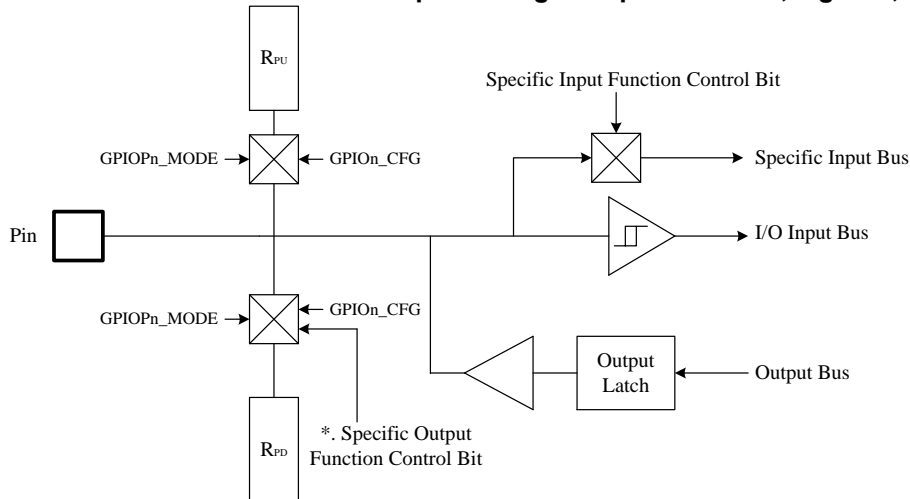 RPU
Specific Input Function Control Bit
GPIOPn_MODE
GPIOn_CFG
Specific Input Bus
Pin
I/O Input Bus
GPIOPn_MODE
GPIOn_CFG
Output
Latch
Output Bus
RPD
*. Specific Output
Function Control Bit